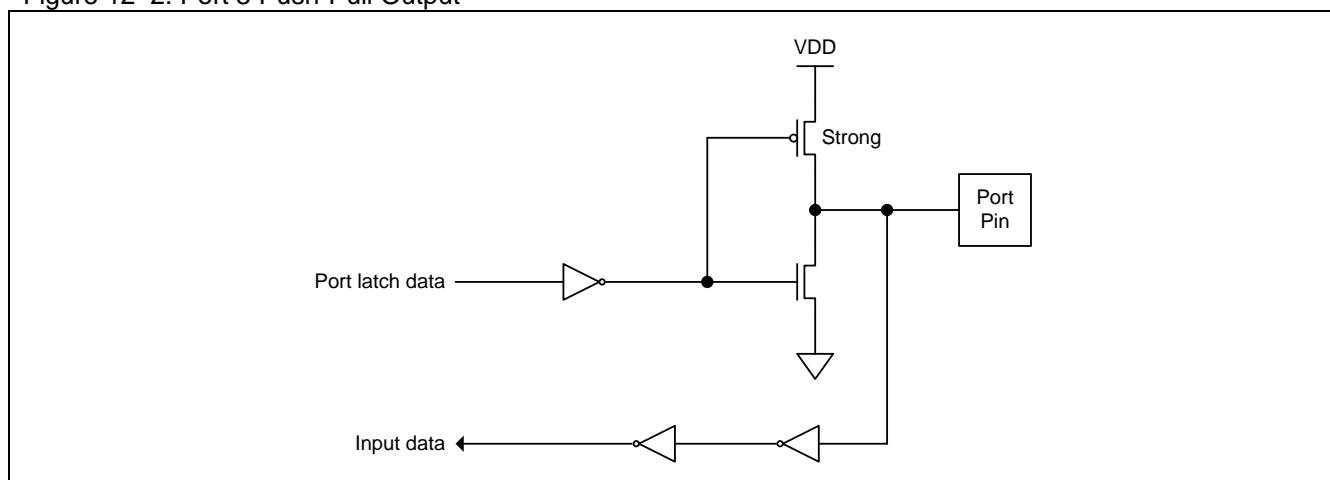 Figure 12–2. Port 3 Push-Pull Output
VDD
Strong
Port
Pin
Port latch data
Input data